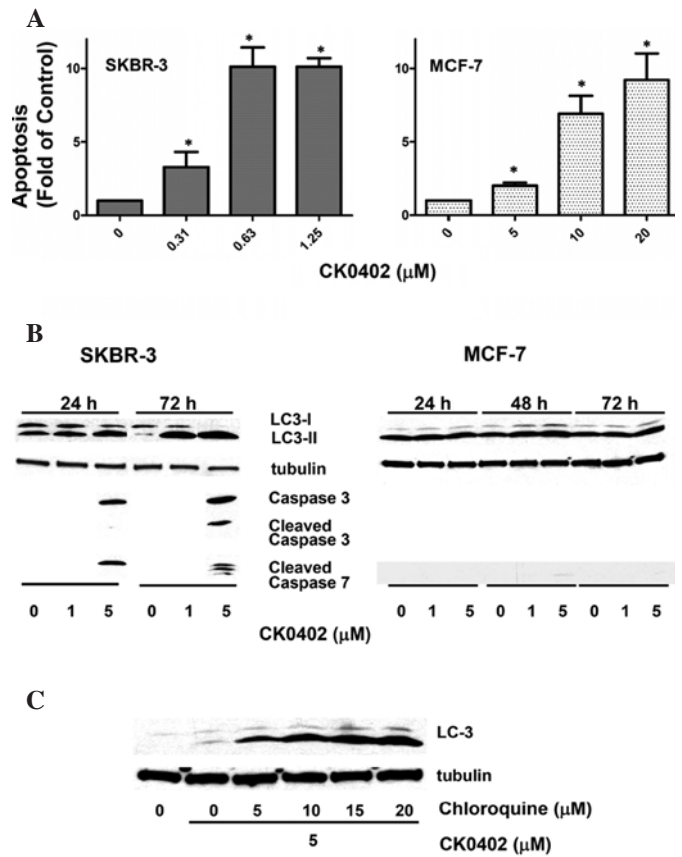 A
Apoptosis
(Fold of Control)
10
5
0
SKBR-3
* * *
0 0.31 0.63 1.25
10
5
0
MCF-7
* * *
0 5 10 20
CK0402 (µM)
B
SKBR-3 MCF-7
24 h 72 h 24 h 48 h 72 h
LC3-I
LC3-II
tubulin
Caspase 3
Cleaved
Caspase 3
Cleaved
Caspase 7
0 1 5 0 1 5 0 1 5 0 1 5 0 1 5
CK0402 (µM)
C
LC-3
tubulin
0 0 5 10 15 20 Chloroquine (µM)
5 CK0402 (µM)